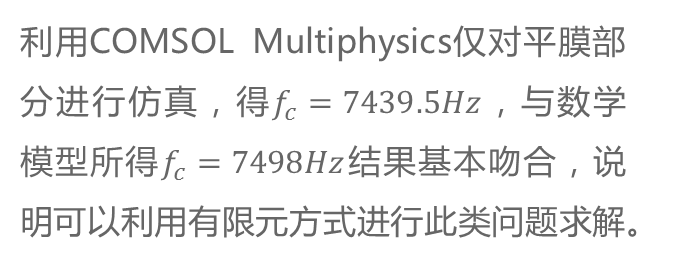 利用COMSOL Multiphysics仅对平膜部
分进行仿真，得f_c = 7439.5Hz，与数学
模型所得f_c = 7498Hz结果基本吻合，说
明可以利用有限元方式进行此类问题求解。